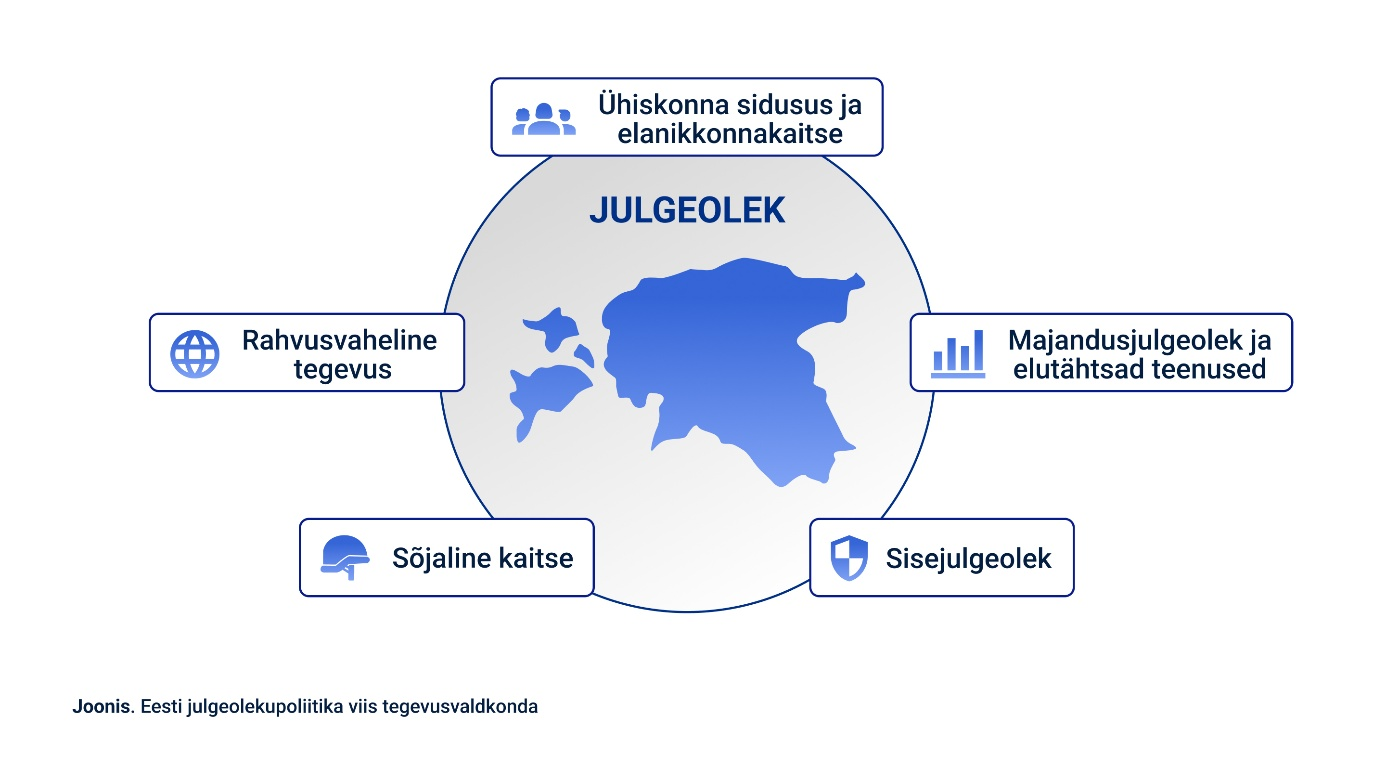 Ühiskonna sidusus ja
elanikkonnakaitse
JULGEOLEK
Rahvusvaheline
tegevus
Majandusjulgeolek ja
elutähtsad teenused
Sõjaline kaitse
Sisejulgeolek
Joonis. Eesti julgeolekupoliitika viis tegevusvaldkonda